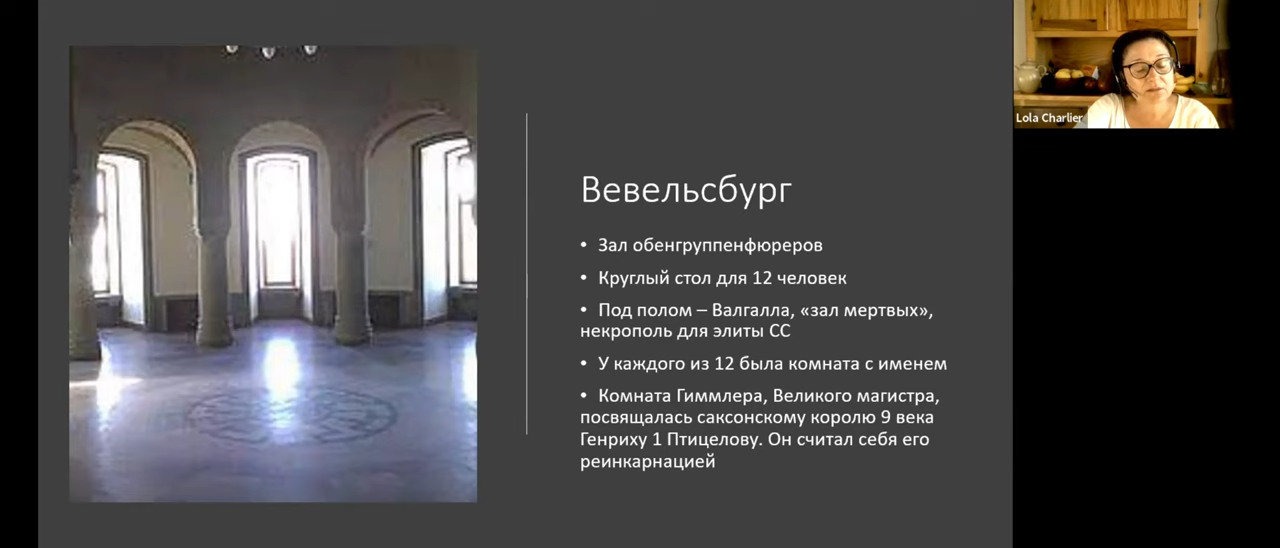 Lola Charlier
Вевельсбург
• Зал обенгруппенфюреров
• Круглый стол для 12 человек
• Под полом – Валгалла, «зал мертвых»,
некрополь для элиты СС
• У каждого из 12 была комната с именем
• Комната Гиммлера, Великого магистра,
посвящалась саксонскому королю 9 века
Генриху 1 Птицелову. Он считал себя его
реинкарнацией